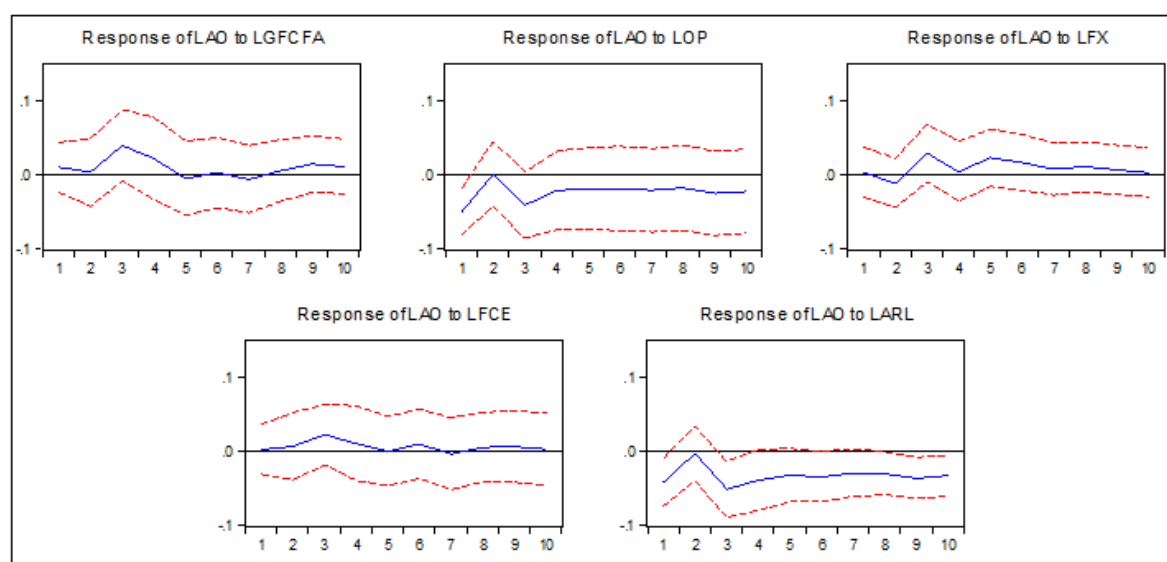 Response of LAO to LGFCFA
.1
.0
-.1
1 2 3 4 5 6 7 8 9 10
Response of LAO to LOP
.1
.0
-.1
1 2 3 4 5 6 7 8 9 10
Response of LAO to LFX
.1
.0
-.1
1 2 3 4 5 6 7 8 9 10
Response of LAO to LFCE
.1
.0
-.1
1 2 3 4 5 6 7 8 9 10
Response of LAO to LARL
.1
.0
-.1
1 2 3 4 5 6 7 8 9 10